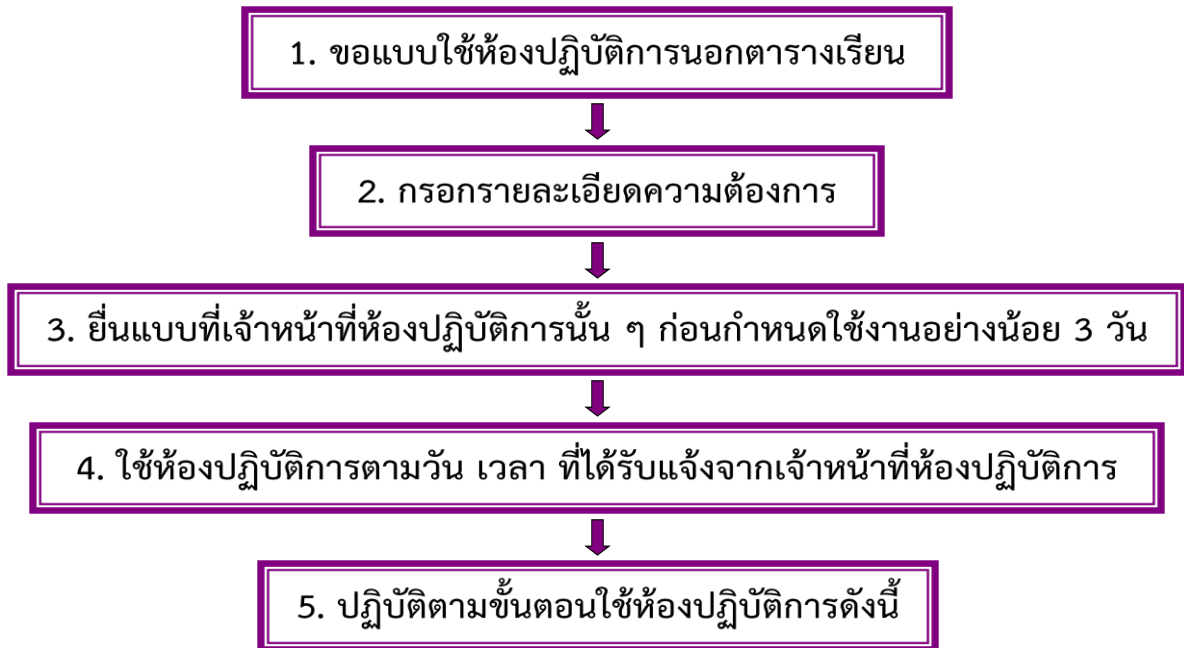 1. ขอแบบใช้ห้องปฏิบัติการนอกตารางเรียน
2. กรอกรายละเอียดความต้องการ
3. ยื่นแบบที่เจ้าหน้าที่ห้องปฏิบัติการนั้น ๆ ก่อนกำหนดใช้งานอย่างน้อย 3 วัน
4. ใช้ห้องปฏิบัติการตามวัน เวลา ที่ได้รับแจ้งจากเจ้าหน้าที่ห้องปฏิบัติการ
5. ปฏิบัติตามขั้นตอนใช้ห้องปฏิบัติการดังนี้